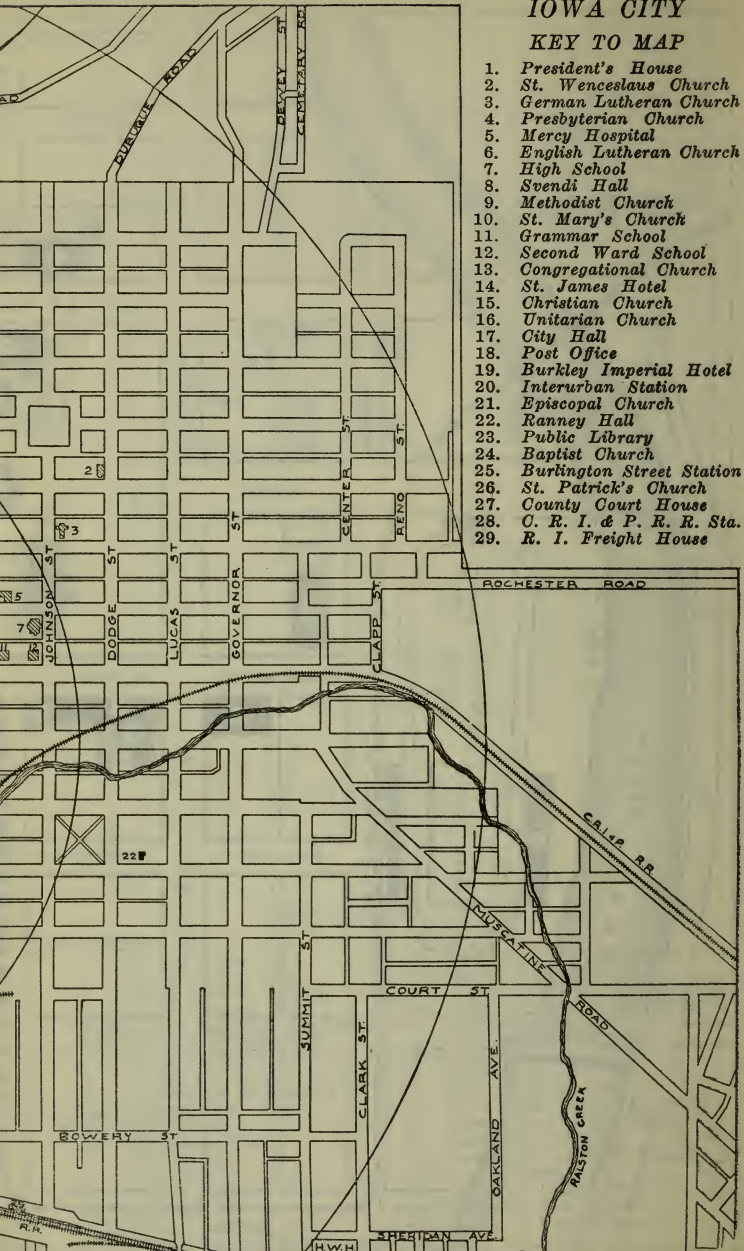 IOWA CITY
KEY TO MAP
1. President's House
2. St. Wenceslaus Church
3. German Lutheran Church
4. Presbyterian Church
5. Mercy Hospital
6. English Lutheran Church
7. High School
8. Svendi Hall
9. Methodist Church
10. St. Mary's Church
11. Grammar School
12. Second Ward School
13. Congregational Church
14. St. James Hotel
15. Christian Church
16. Unitarian Church
17. City Hall
18. Post Office
19. Burkley Imperial Hotel
20. Interurban Station
21. Episcopal Church
22. Ranney Hall
23. Public Library
24. Baptist Church
25. Burlington Street Station
26. St. Patrick's Church
27. County Court House
28. C. R. I. & P. R. R. Sta.
29. R. I. Freight House
DUBUQUE ROAD
DEWEY ST
CEMETARY RD
2
3
CENTER ST.
RENO ST.
JOHNSON ST
DODGE ST
LUCAS ST
GOVERNOR ST
CLAPP ST.
ROCHESTER ROAD
5
7
11
12
C.R.I & P. R.R
22
MUSCATINE ROAD
COURT ST
SUMMIT ST
CLARK ST.
OAKLAND AVE.
RALSTON CREEK
BOWERY ST
29
R.R.
SHERIDAN AVE.
H.W.H